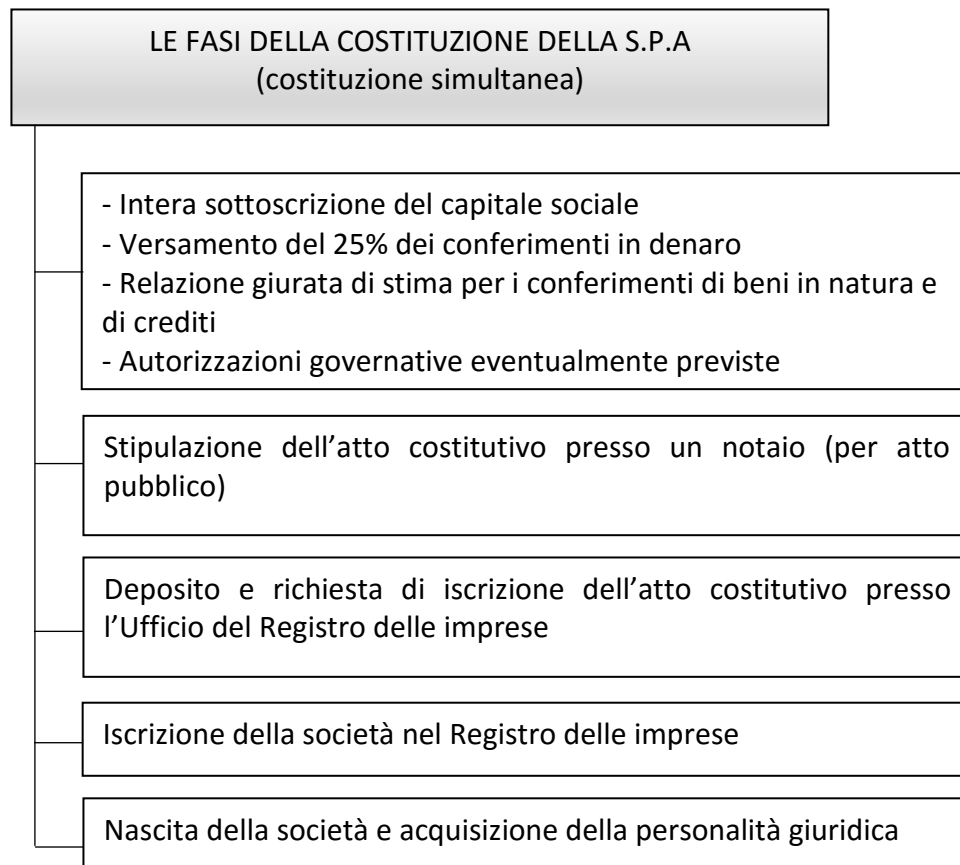 LE FASI DELLA COSTITUZIONE DELLA S.P.A
(costituzione simultanea)
- Intera sottoscrizione del capitale sociale
- Versamento del 25% dei conferimenti in denaro
- Relazione giurata di stima per i conferimenti di beni in natura e
di crediti
- Autorizzazioni governative eventualmente previste
Stipulazione dell’atto costitutivo presso un notaio (per atto
pubblico)
Deposito e richiesta di iscrizione dell’atto costitutivo presso
l’Ufficio del Registro delle imprese
Iscrizione della società nel Registro delle imprese
Nascita della società e acquisizione della personalità giuridica